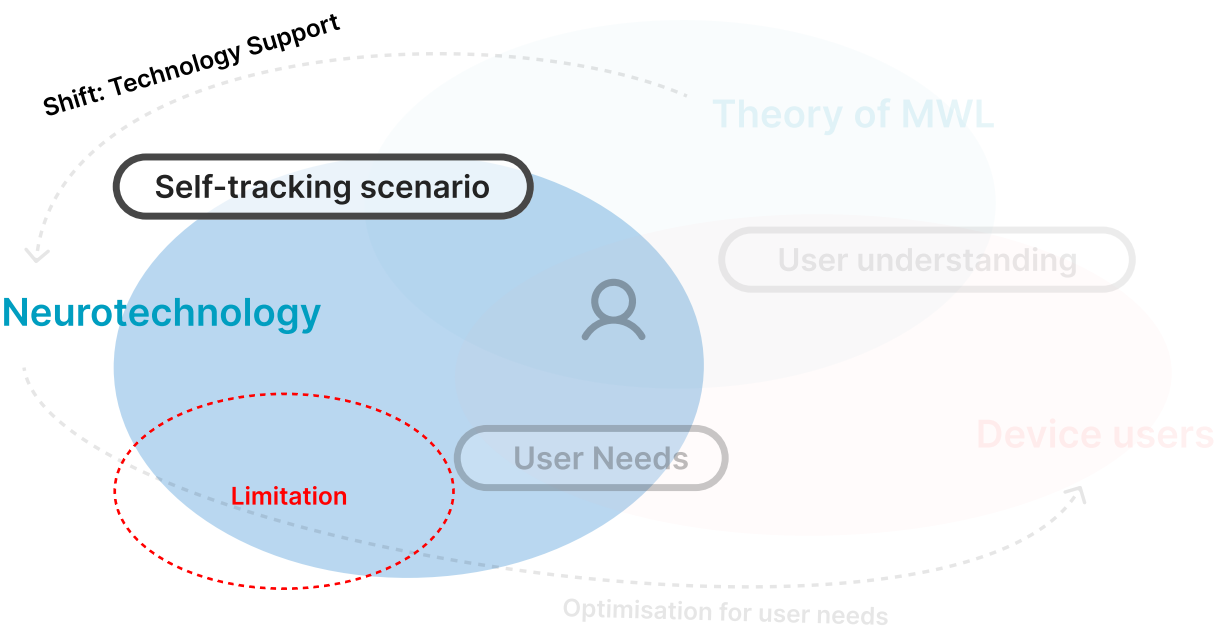 Shift: Technology Support
Theory of MWL
Self-tracking scenario
User understanding
Neurotechnology
Device users
User Needs
Limitation
Optimisation for user needs